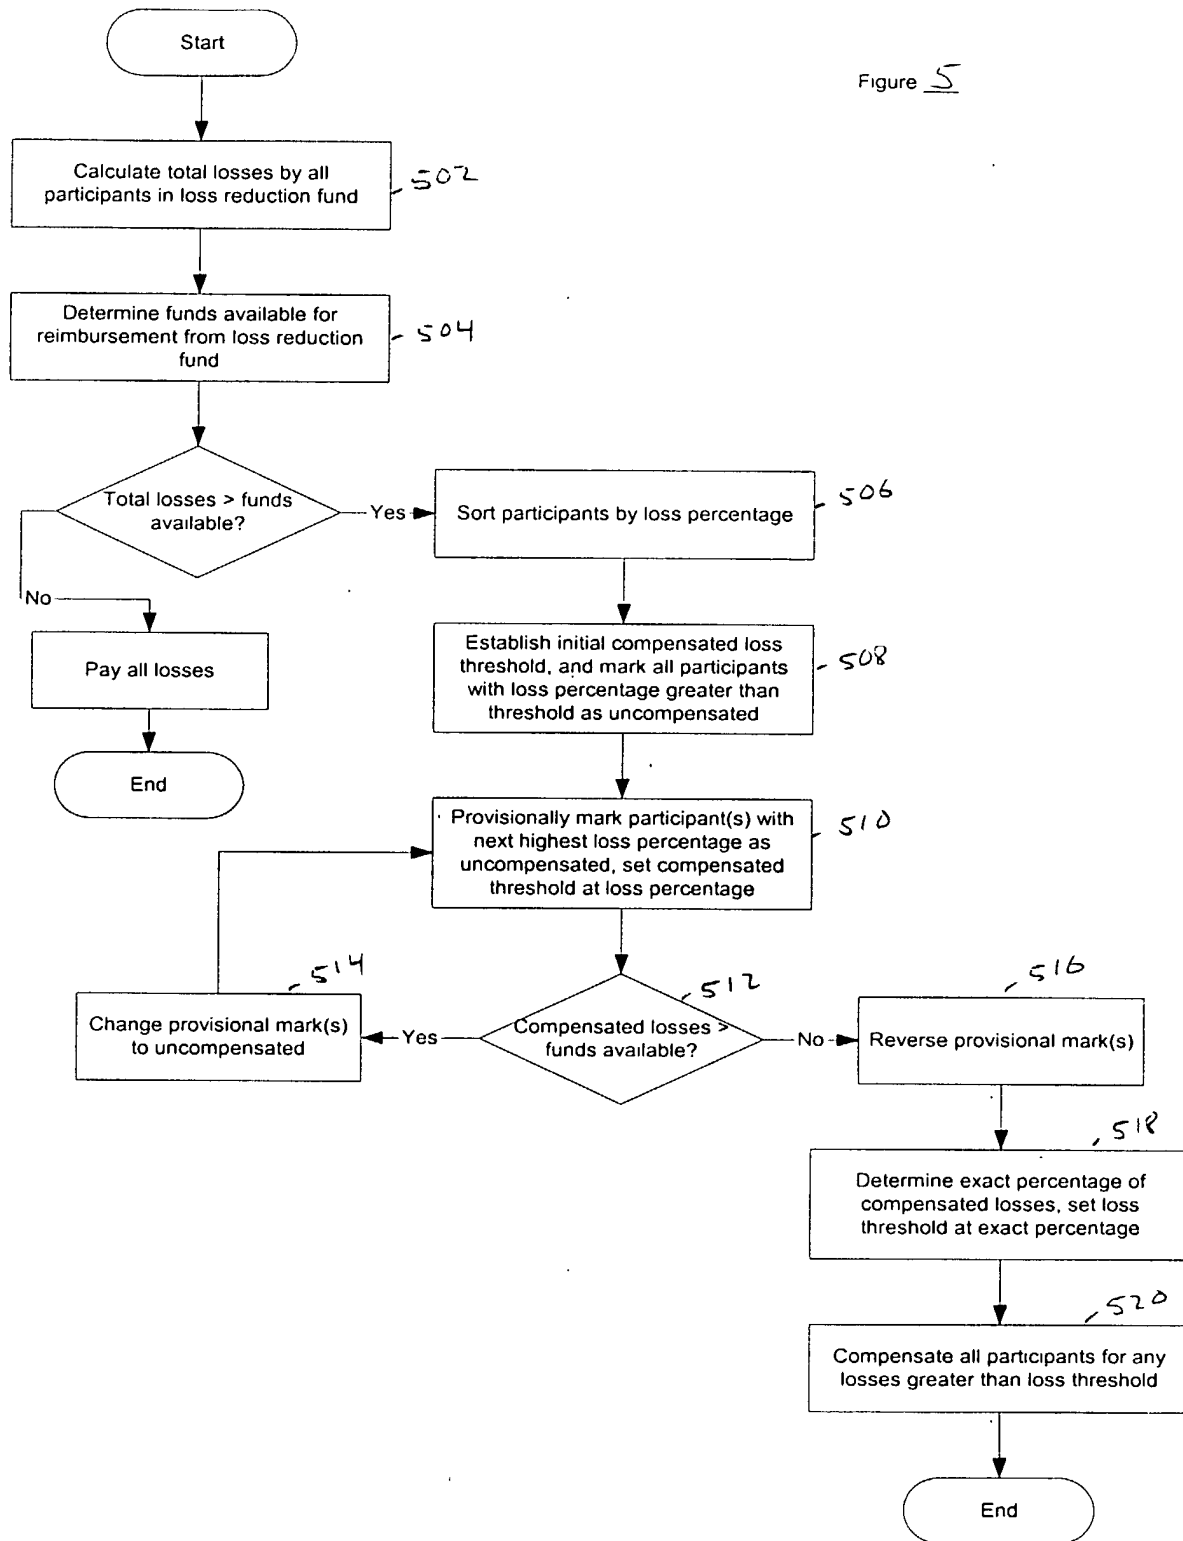 Start
Figure 5
Calculate total losses by all
participants in loss reduction fund
502
Determine funds available for
reimbursement from loss reduction
fund
504
Total losses > funds
available?
Yes
Sort participants by loss percentage
506
No
Pay all losses
End
Establish initial compensated loss
threshold, and mark all participants
with loss percentage greater than
threshold as uncompensated
508
Provisionally mark participant(s) with
next highest loss percentage as
uncompensated, set compensated
threshold at loss percentage
510
Compensated losses >
funds available?
512
Yes
Change provisional mark(s)
to uncompensated
514
No
Reverse provisional mark(s)
516
Determine exact percentage of
compensated losses, set loss
threshold at exact percentage
518
Compensate all participants for any
losses greater than loss threshold
520
End